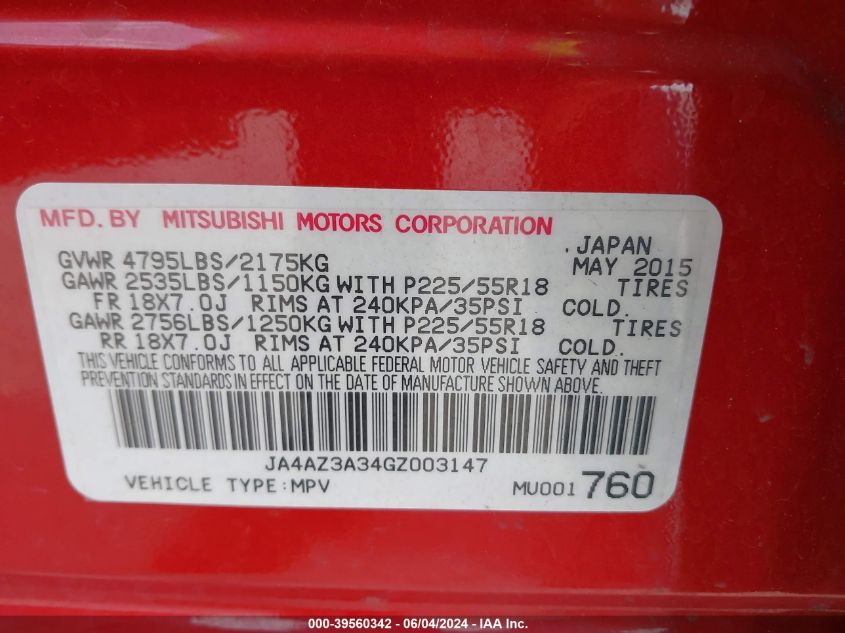 MFD. BY MITSUBISHI MOTORS CORPORATION
. JAPAN
GVWR 4795LBS/2175KG MAY 2015
GAWR 2535LBS/1150KG WITH P225/55R18 TIRES
FR 18X7.0J RIMS AT 240KPA/35PSI COLD.
GAWR 2756LBS/1250KG WITH P225/55R18 TIRES
RR 18X7.0J RIMS AT 240KPA/35PSI COLD.
THIS VEHICLE CONFORMS TO ALL APPLICABLE FEDERAL MOTOR VEHICLE SAFETY AND THEFT
PREVENTION STANDARDS IN EFFECT ON THE DATE OF MANUFACTURE SHOWN ABOVE.
JA4AZ3A34GZ003147
VEHICLE TYPE:MPV MU001 760
000-39560342 - 06/04/2024 - IAA Inc.